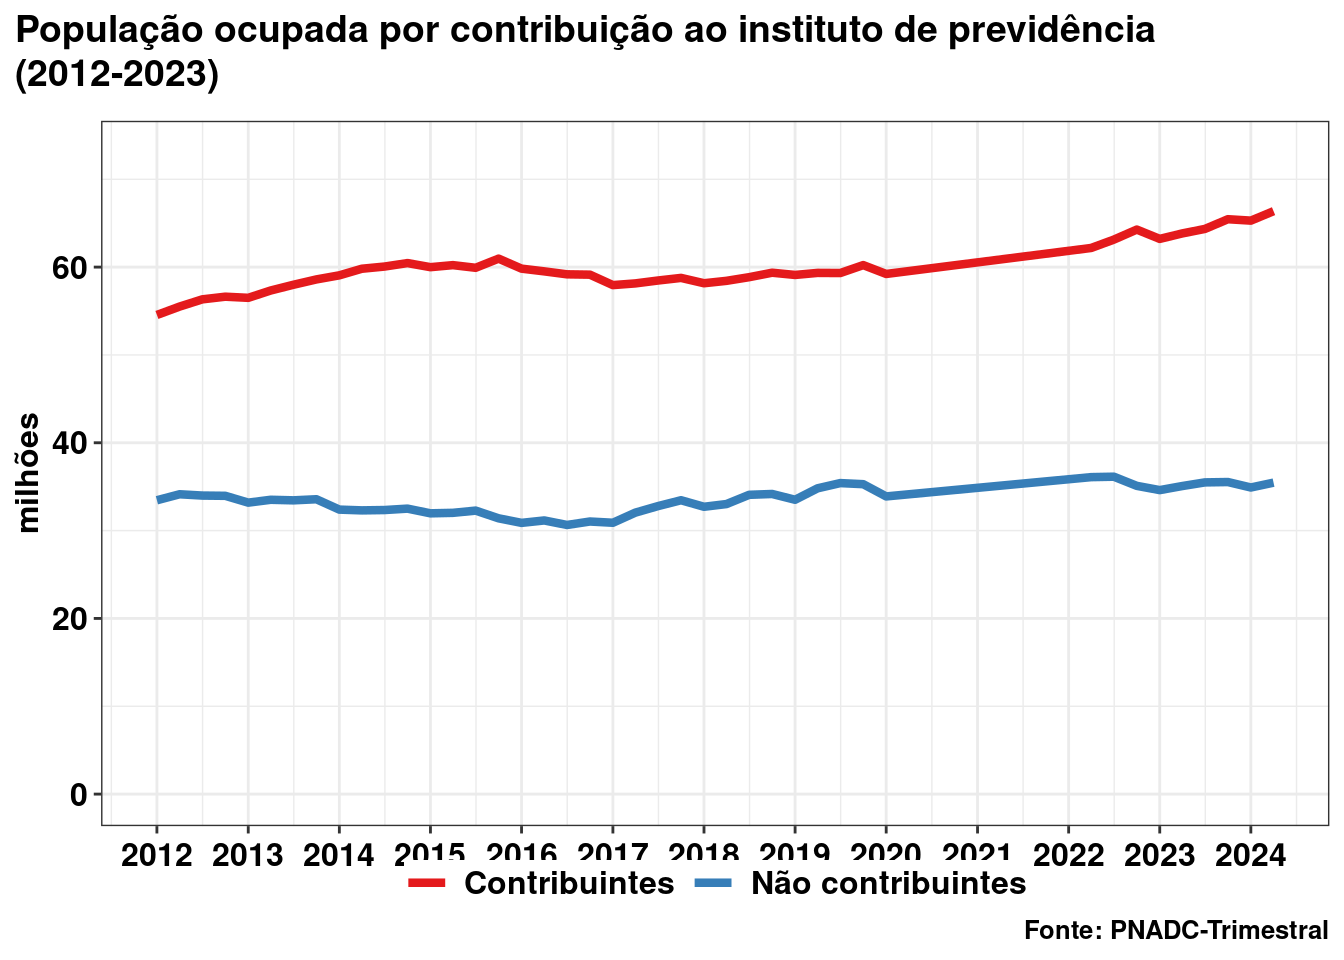 População ocupada por contribuição ao instituto de previdência
(2012-2023)
milhões
60
40
20
0
2012 2013 2014 2015 2016 2017 2018 2019 2020 2021 2022 2023 2024
Contribuintes Não contribuintes
Fonte: PNADC-Trimestral